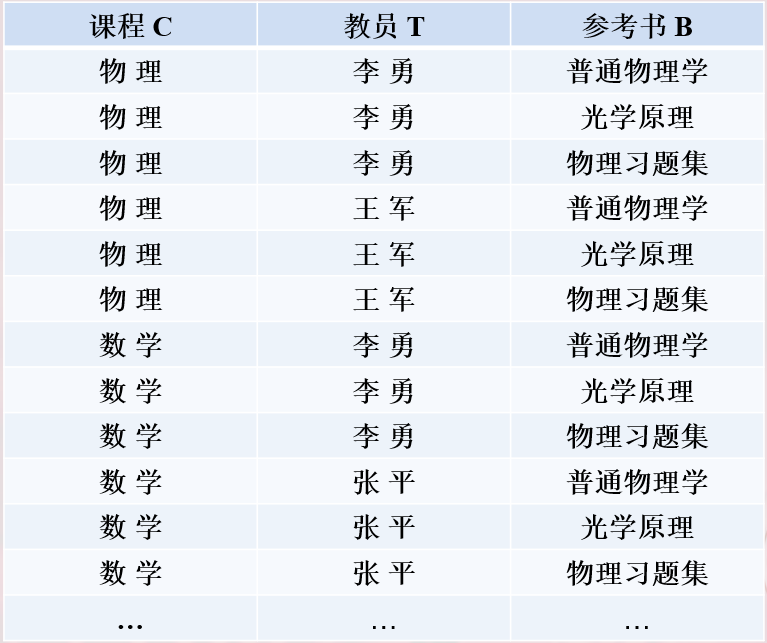 课程 C 教员 T 参考书 B
物 理 李 勇 普通物理学
物 理 李 勇 光学原理
物 理 李 勇 物理习题集
物 理 王 军 普通物理学
物 理 王 军 光学原理
物 理 王 军 物理习题集
数 学 李 勇 普通物理学
数 学 李 勇 光学原理
数 学 李 勇 物理习题集
数 学 张 平 普通物理学
数 学 张 平 光学原理
数 学 张 平 物理习题集
… … …